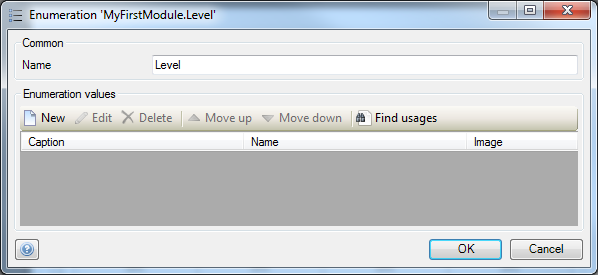 Enumeration 'MyFirstModule.Level'
Common
Name Level
Enumeration values
New Edit Delete Move up Move down Find usages
Caption Name Image
? OK Cancel